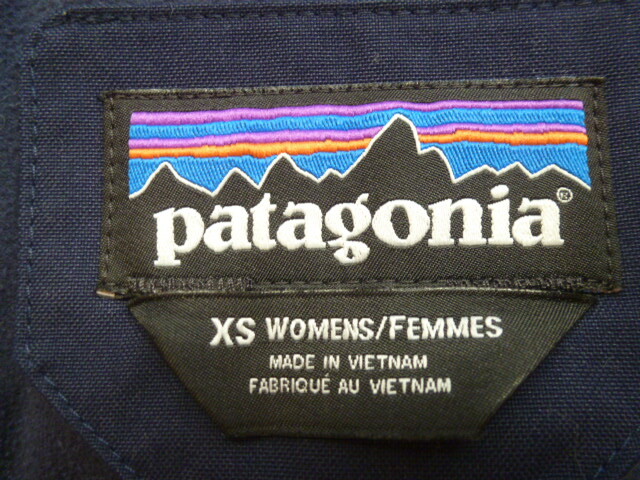 patagonia®
XS WOMENS/FEMMES
MADE IN VIETNAM
FABRIQUÉ AU VIETNAM